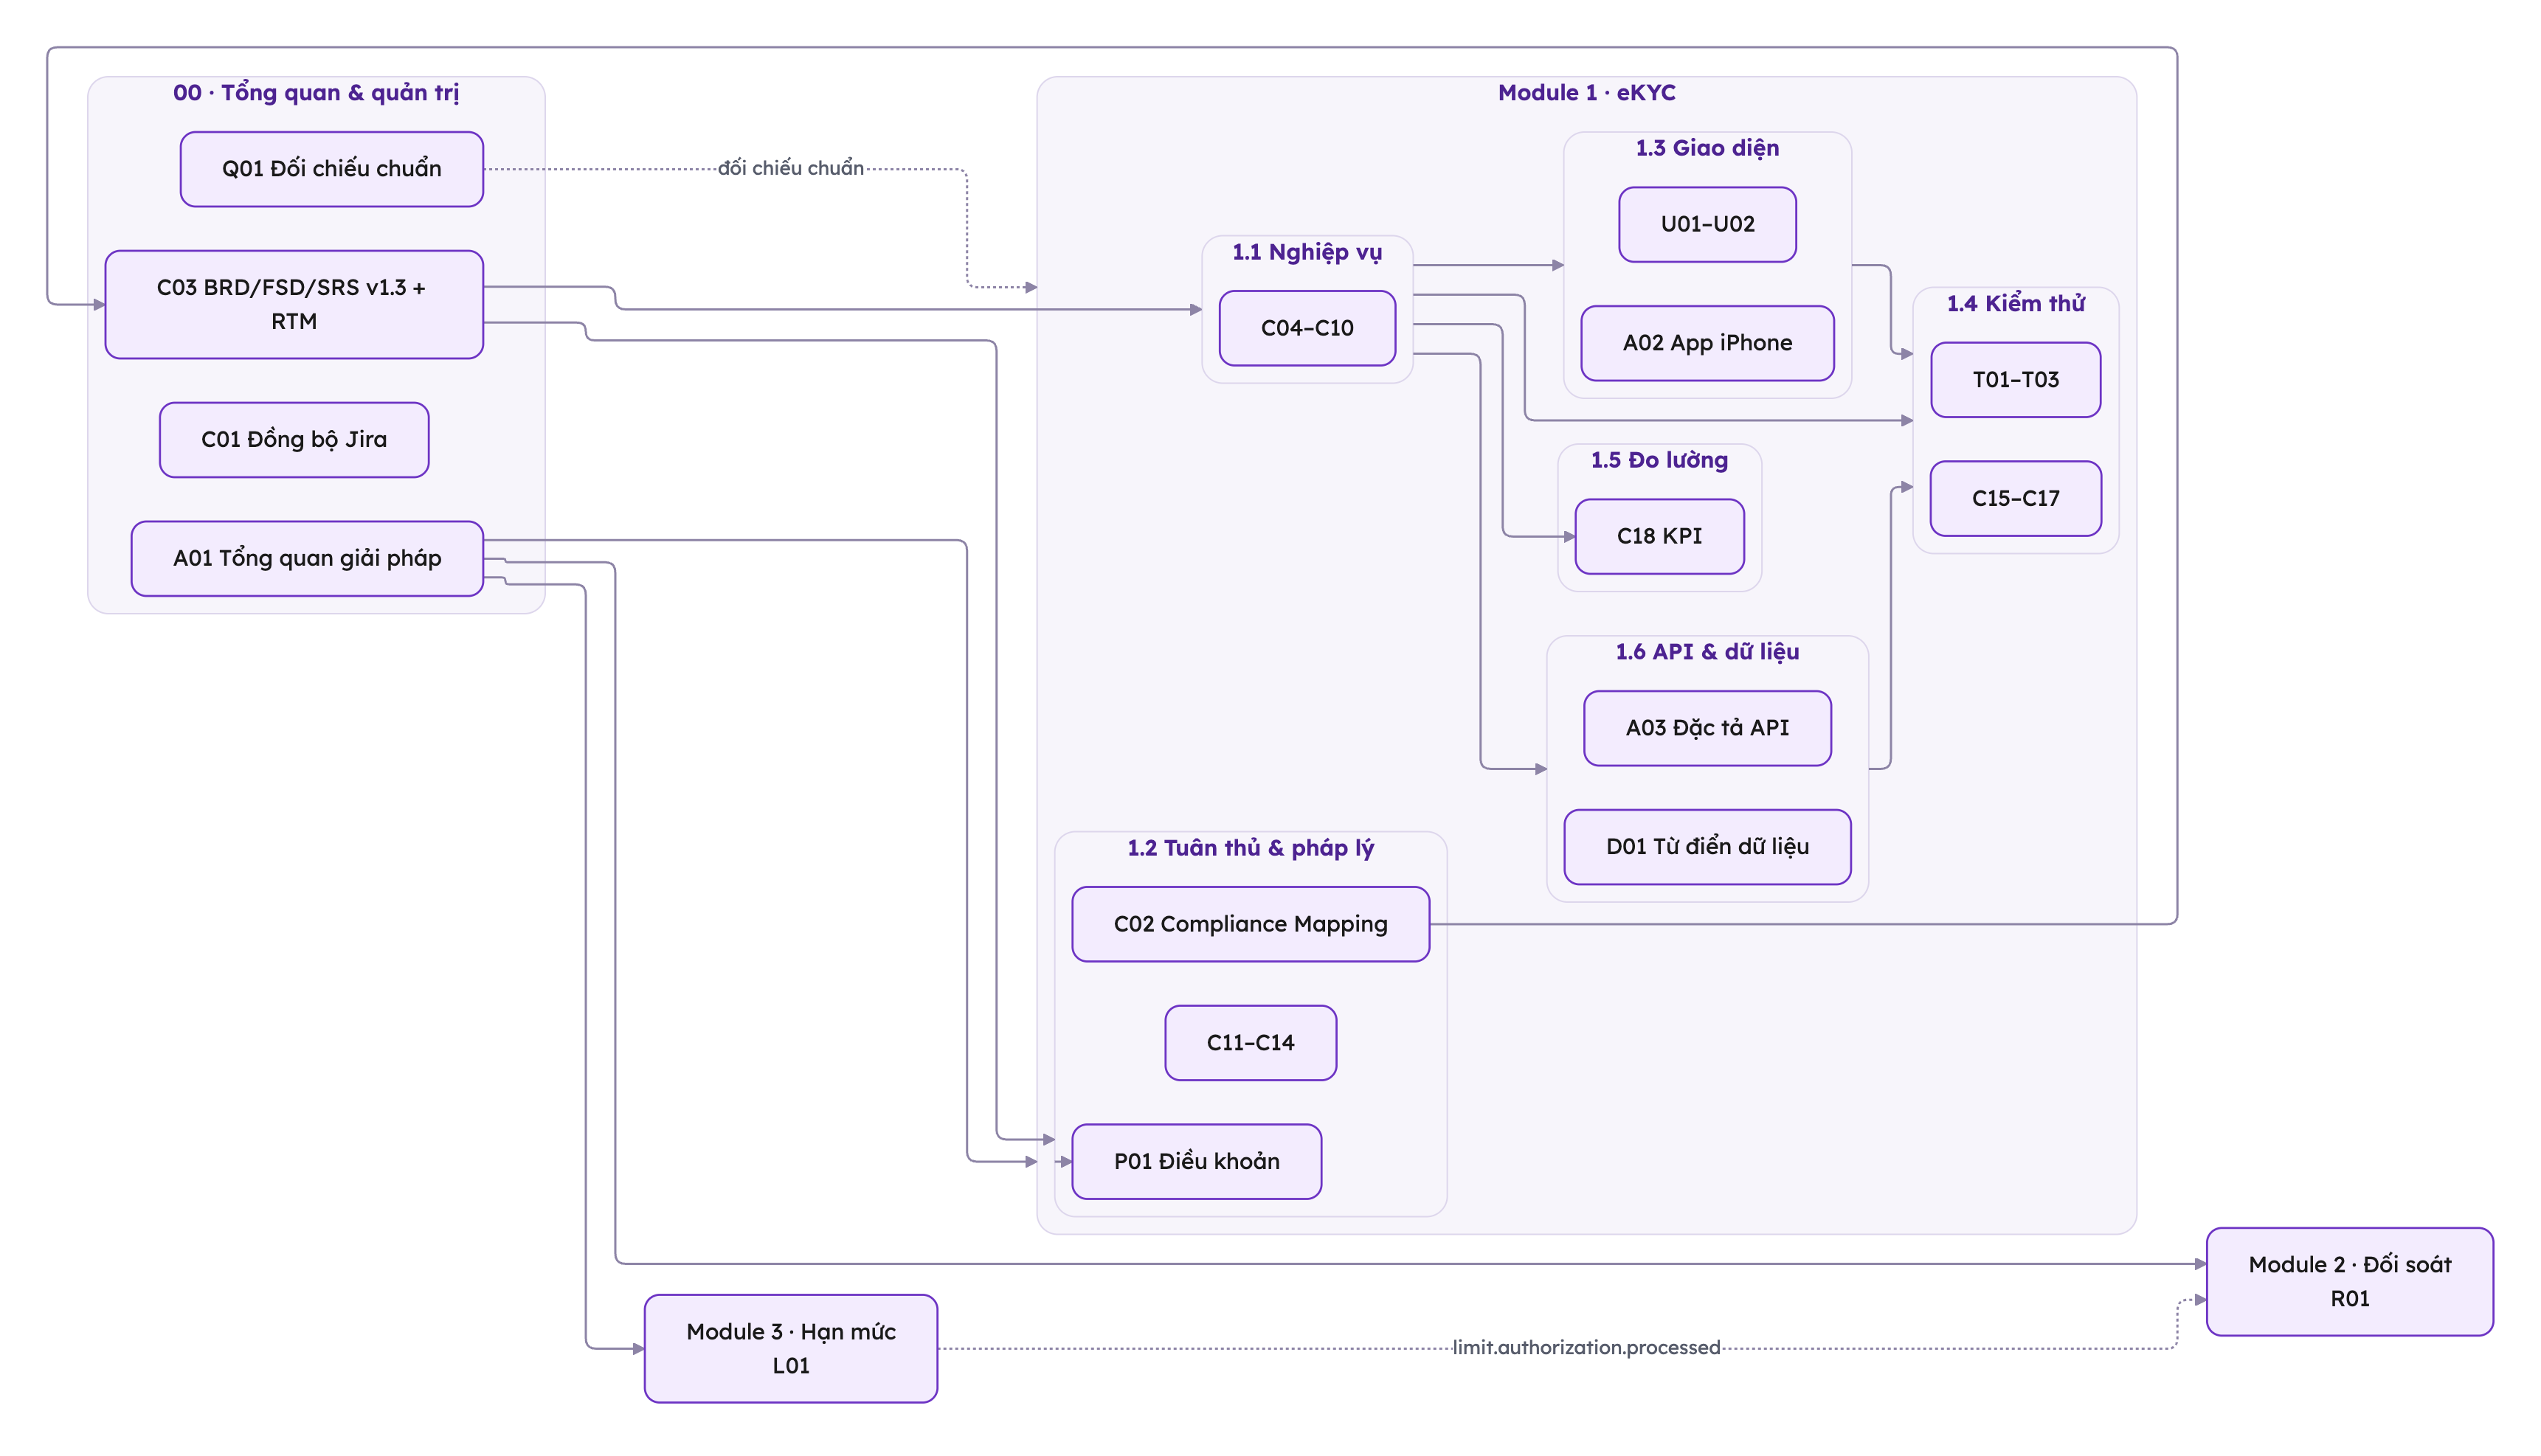 00 · Tổng quan & quản trị
Q01 Đối chiếu chuẩn
C03 BRD/FSD/SRS v1.3 +
RTM
C01 Đồng bộ Jira
A01 Tổng quan giải pháp
đối chiếu chuẩn
Module 1 · eKYC
1.1 Nghiệp vụ
C04–C10
1.3 Giao diện
U01–U02
A02 App iPhone
1.4 Kiểm thử
T01–T03
C15–C17
1.5 Đo lường
C18 KPI
1.6 API & dữ liệu
A03 Đặc tả API
D01 Từ điển dữ liệu
1.2 Tuân thủ & pháp lý
C02 Compliance Mapping
C11–C14
P01 Điều khoản
Module 2 · Đối soát
R01
Module 3 · Hạn mức
L01
limit.authorization.processed